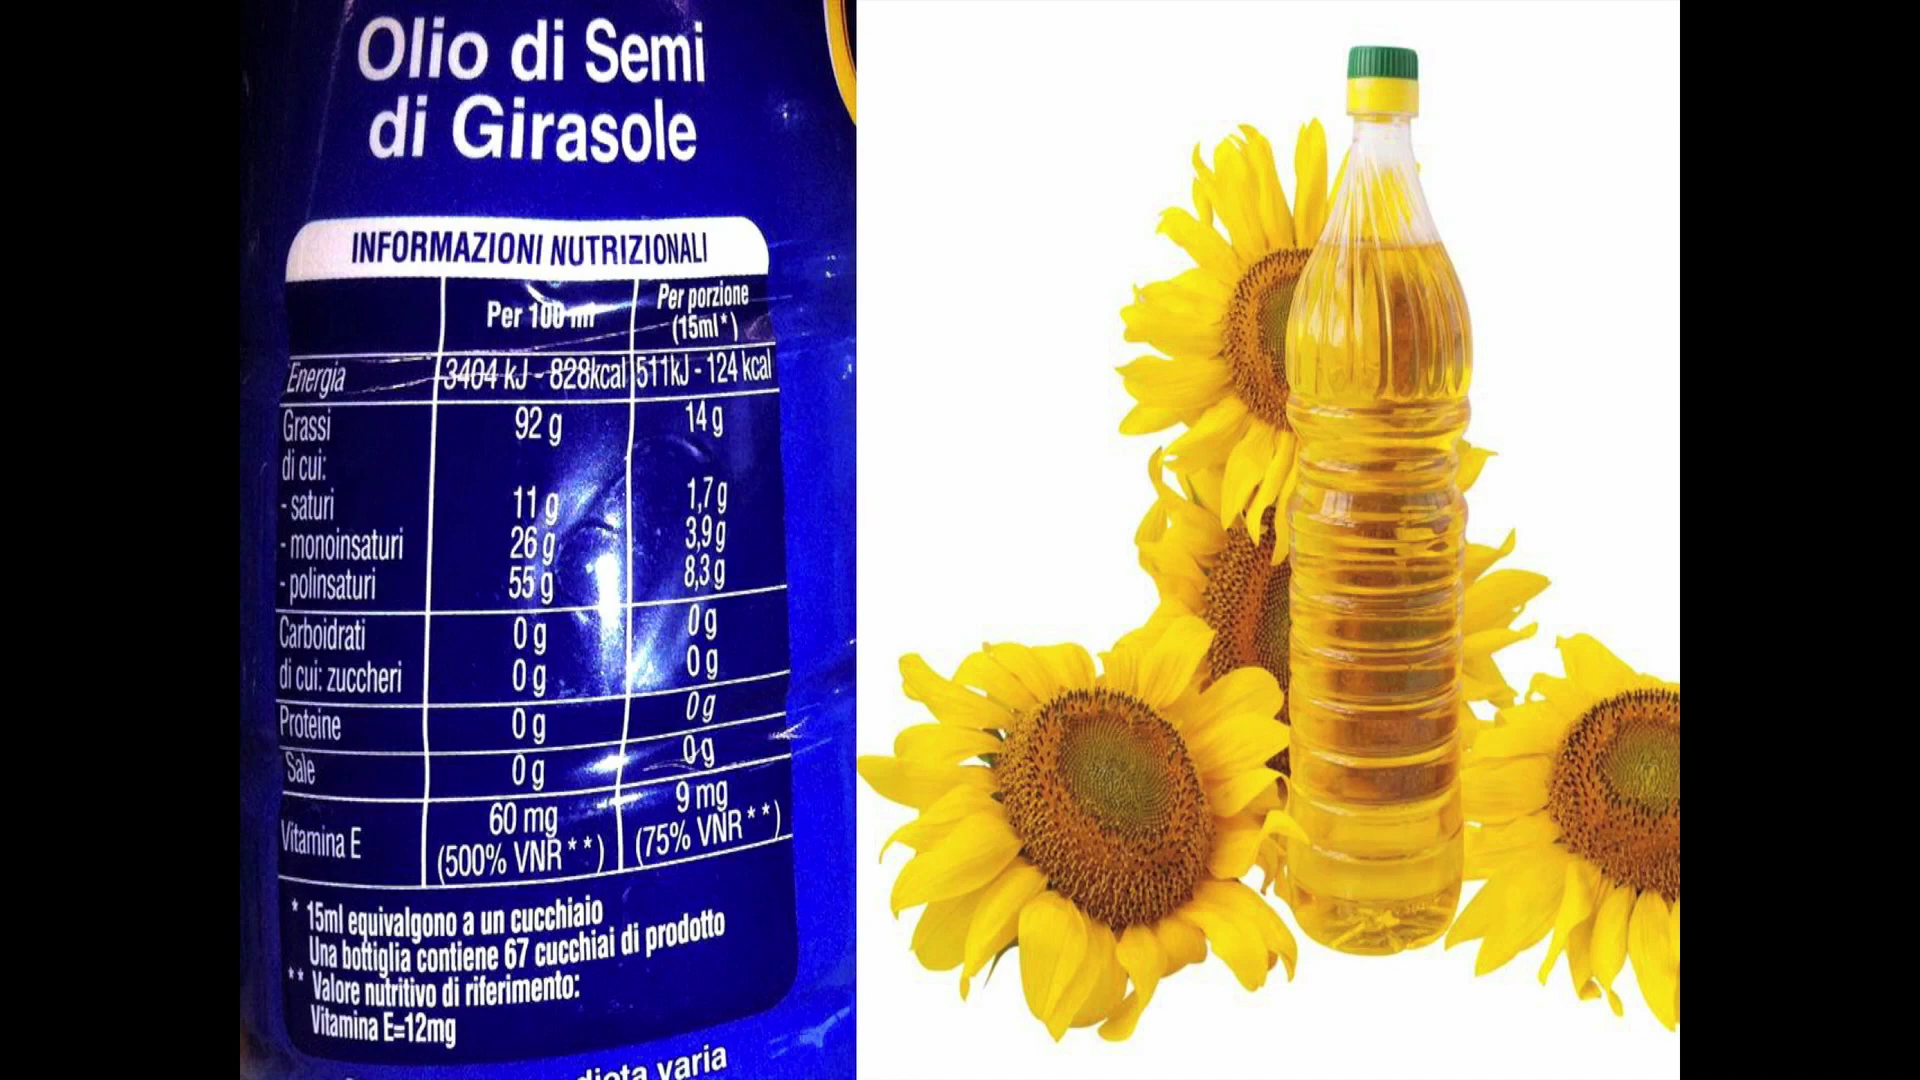 Olio di Semi
di Girasole
INFORMAZIONI NUTRIZIONALI
Per 100 ml
Per porzione
(15ml*)
Energia 3404 kJ - 828kcal 511kJ - 124 kcal
Grassi 92 g 14 g
di cui:
- saturi 11 g 1,7 g
- monoinsaturi 26 g 3,9 g
- polinsaturi 55 g 8,3 g
Carboidrati 0 g 0 g
di cui: zuccheri 0 g 0 g
Proteine 0 g 0 g
Sale 0 g 0 g
Vitamina E 60 mg 9 mg
(500% VNR**) (75% VNR**)
* 15ml equivalgono a un cucchiaio
Una bottiglia contiene 67 cucchiai di prodotto
** Valore nutritivo di riferimento:
Vitamina E=12mg
dieta varia